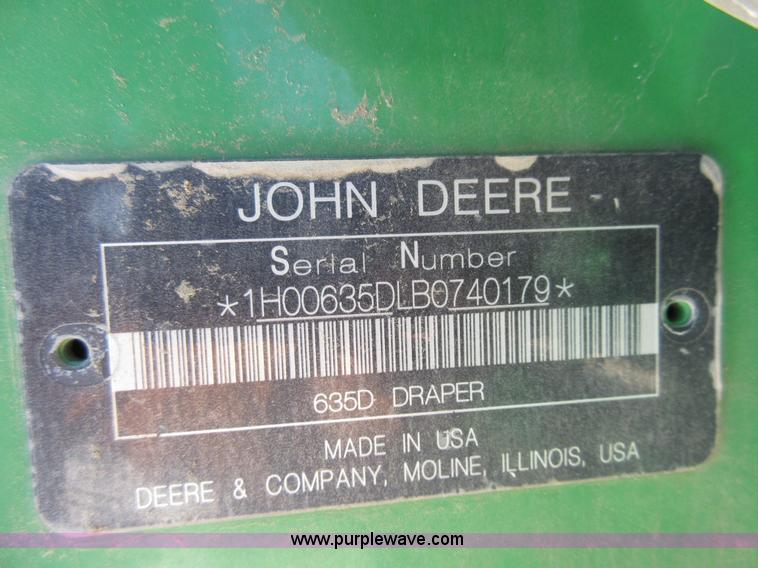 JOHN DEERE
Serial Number
*1H00635DLB0740179*
635D DRAPER
MADE IN USA
DEERE & COMPANY, MOLINE, ILLINOIS, USA
www.purplewave.com